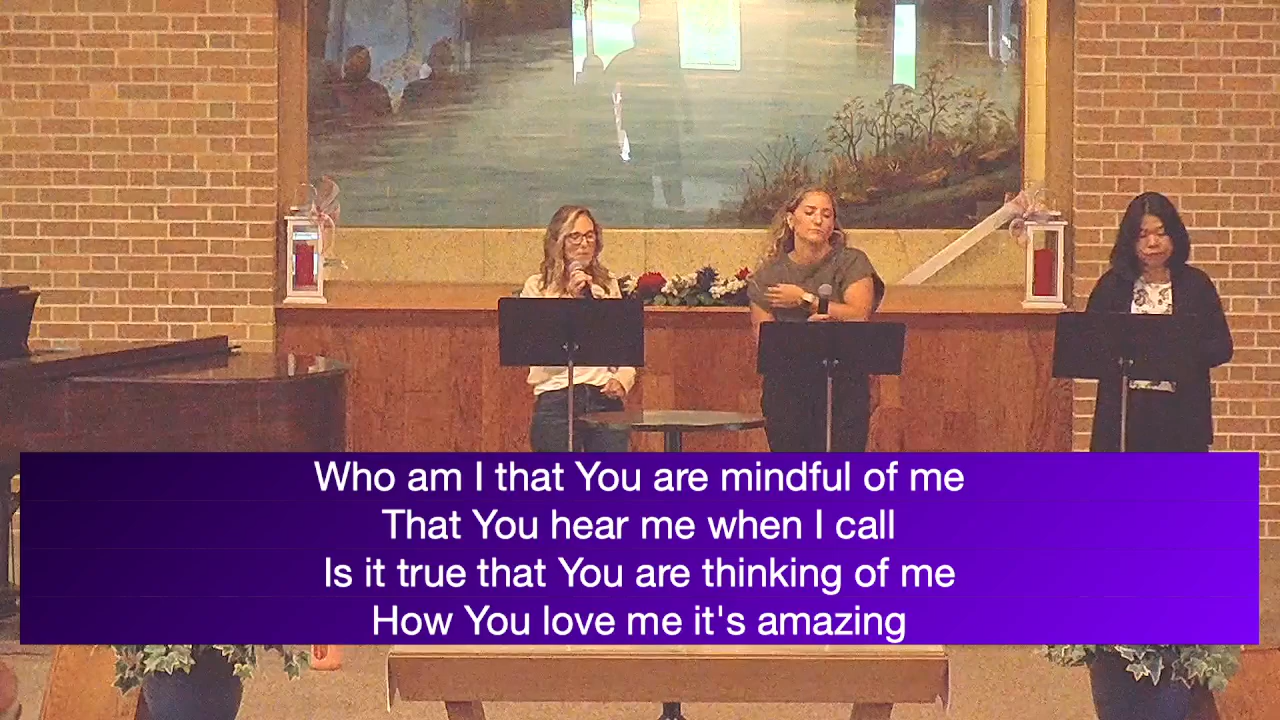 Who am I that You are mindful of me
That You hear me when I call
Is it true that You are thinking of me
How You love me it's amazing